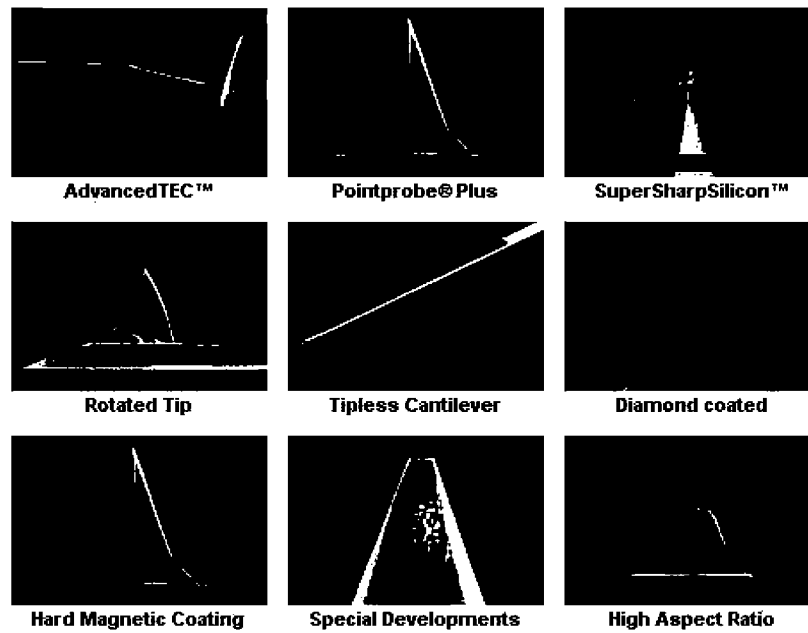 AdvancedTEC™
Pointprobe® Plus
SuperSharpSilicon™
Rotated Tip
Tipless Cantilever
Diamond coated
Hard Magnetic Coating
Special Developments
High Aspect Ratio